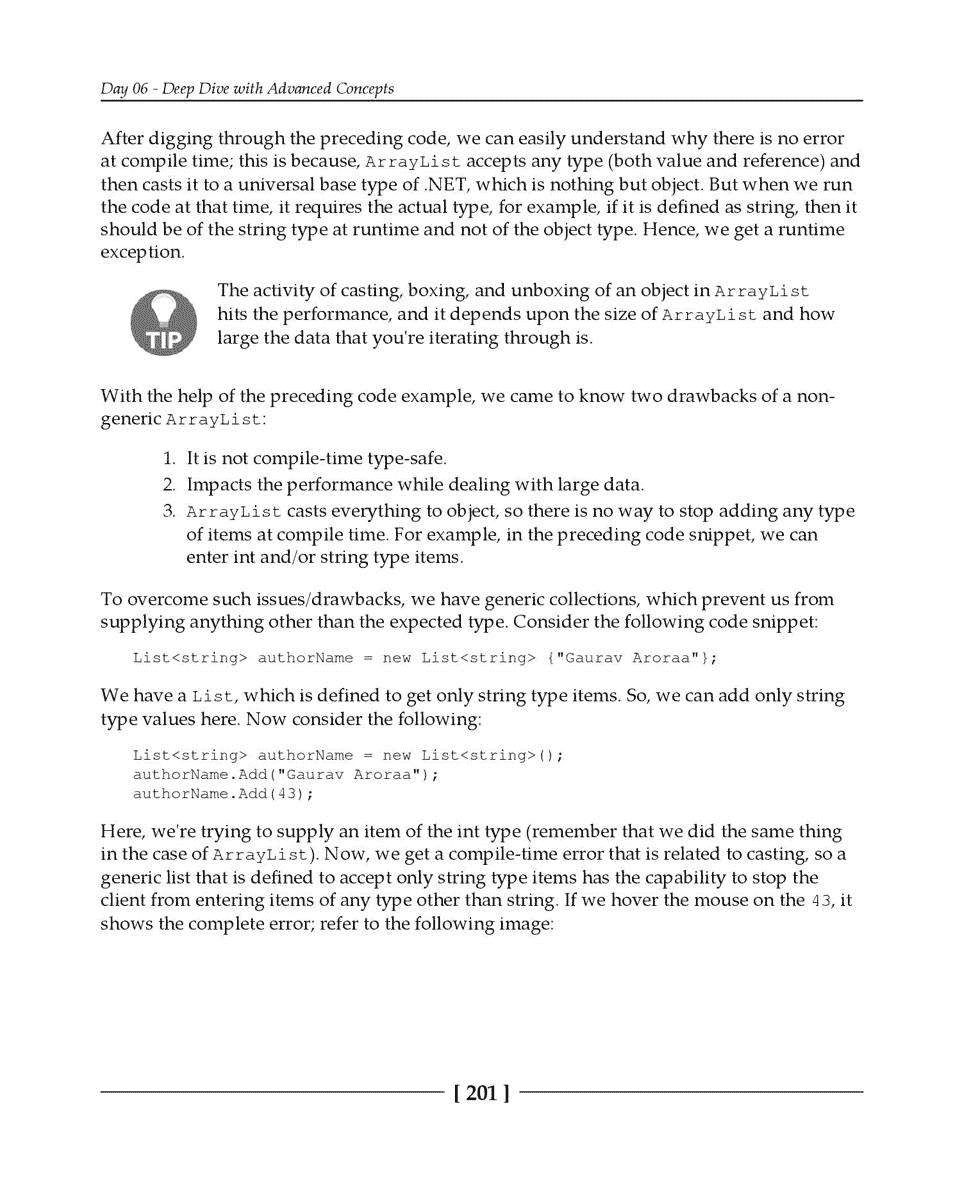 Day 06 - Deep Dive with Advanced Concepts
After digging through the preceding code, we can easily understand why there is no error
at compile time; this is because, ArrayList accepts any type (both value and reference) and
then casts it to a universal base type of .NET, which is nothing but object. But when we run
the code at that time, it requires the actual type, for example, if it is defined as string, then it
should be of the string type at runtime and not of the object type. Hence, we get a runtime
exception.
TIP
The activity of casting, boxing, and unboxing of an object in ArrayList
hits the performance, and it depends upon the size of ArrayList and how
large the data that you're iterating through is.
With the help of the preceding code example, we came to know two drawbacks of a non-
generic ArrayList:
1. It is not compile-time type-safe.
2. Impacts the performance while dealing with large data.
3. ArrayList casts everything to object, so there is no way to stop adding any type
of items at compile time. For example, in the preceding code snippet, we can
enter int and/or string type items.
To overcome such issues/drawbacks, we have generic collections, which prevent us from
supplying anything other than the expected type. Consider the following code snippet:
List<string> authorName = new List<string> {"Gaurav Aroraa"};
We have a List, which is defined to get only string type items. So, we can add only string
type values here. Now consider the following:
List<string> authorName = new List<string>();
authorName.Add("Gaurav Aroraa");
authorName.Add(43);
Here, we're trying to supply an item of the int type (remember that we did the same thing
in the case of ArrayList). Now, we get a compile-time error that is related to casting, so a
generic list that is defined to accept only string type items has the capability to stop the
client from entering items of any type other than string. If we hover the mouse on the 43, it
shows the complete error; refer to the following image:
[ 201 ]